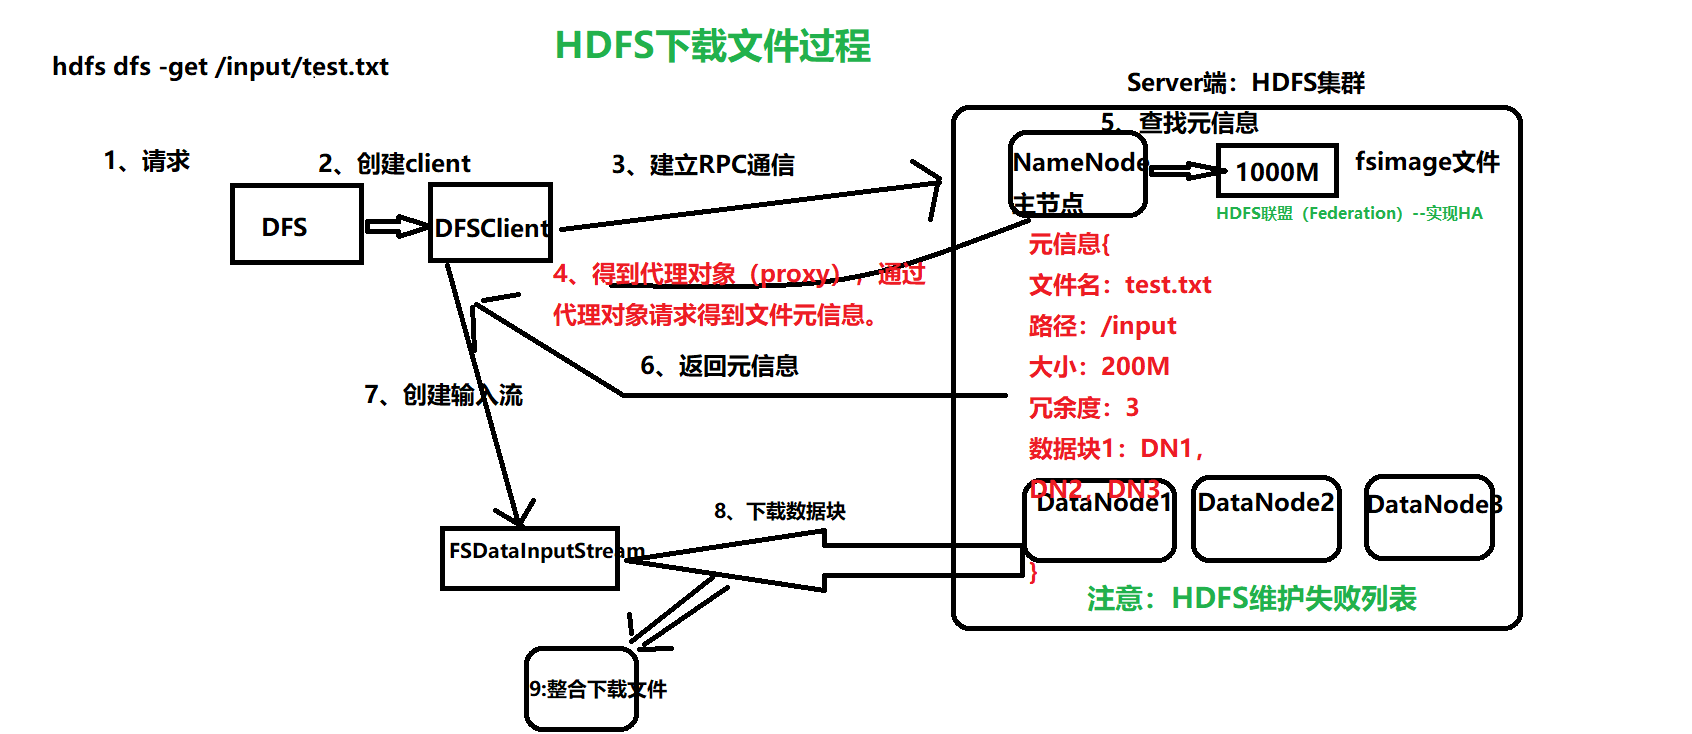 HDFS下载文件过程
hdfs dfs -get /input/test.txt
Server端：HDFS集群
5、查找元信息
1、请求
2、创建client
3、建立RPC通信
NameNode
主节点
1000M
fsimage文件
HDFS联盟（Federation）--实现HA
DFS
DFSClient
4、得到代理对象（proxy），通过
代理对象请求得到文件元信息。
元信息{
文件名：test.txt
路径：/input
大小：200M
冗余度：3
数据块1：DN1，
DN2，DN3
}
6、返回元信息
7、创建输入流
DataNode1
DataNode2
DataNode3
8、下载数据块
FSDataInputStream
注意：HDFS维护失败列表
9:整合下载文件